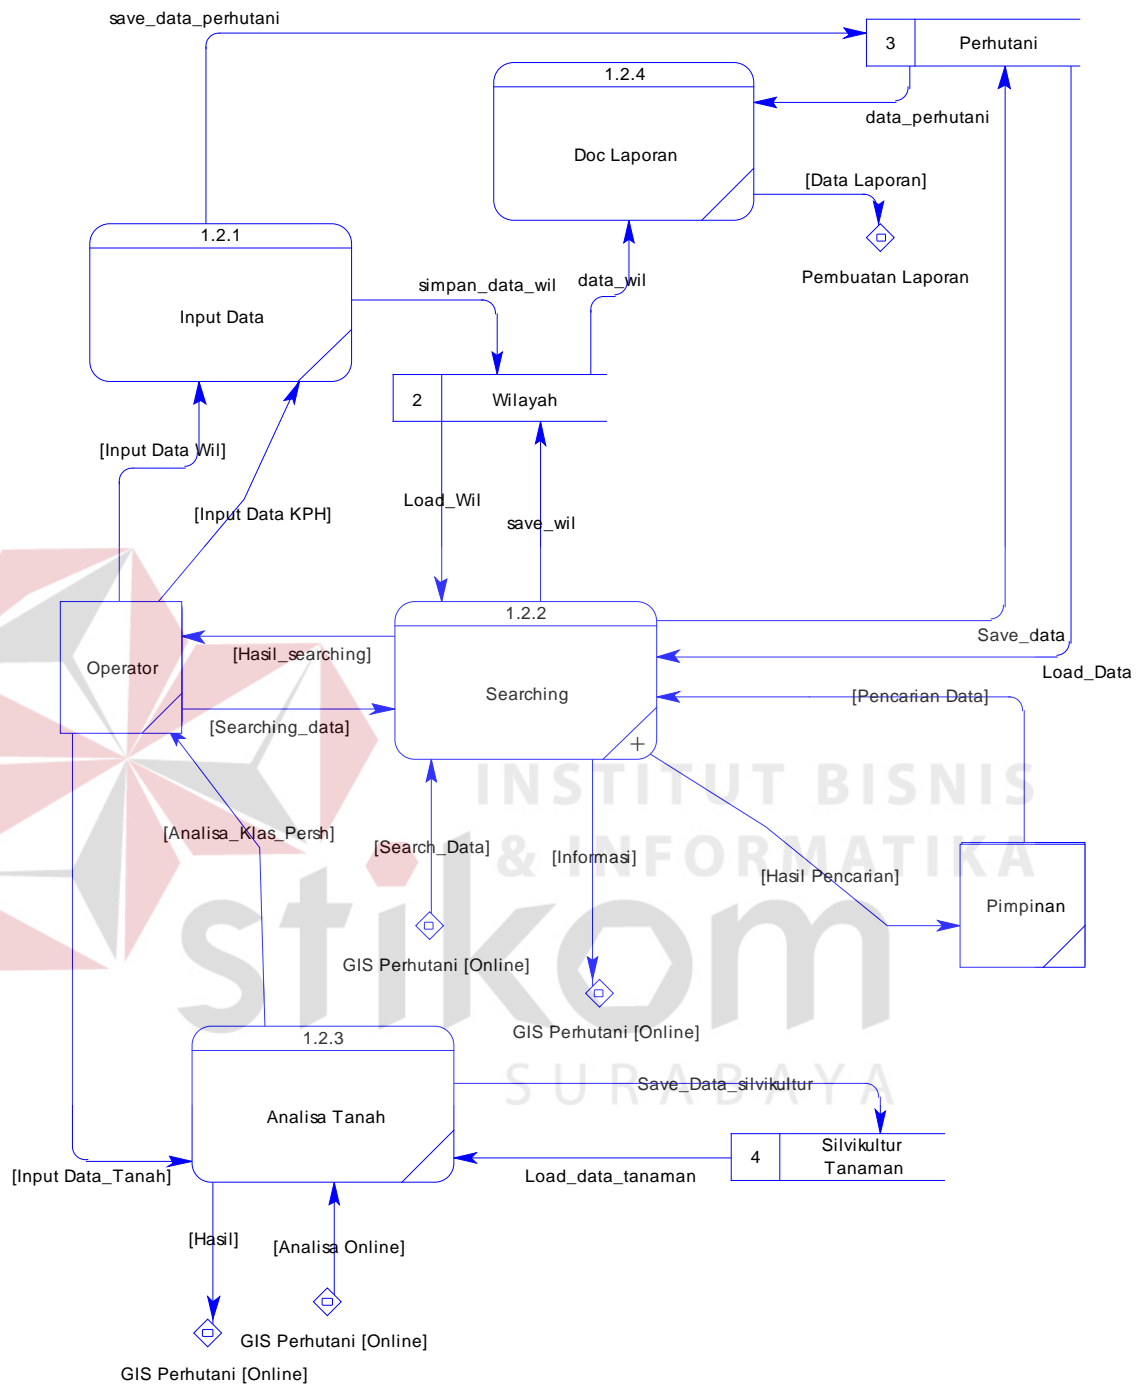 save_data_perhutani
3
Perhutani
1.2.4
Doc Laporan
data_perhutani
[Data Laporan]
Pembuatan Laporan
1.2.1
Input Data
simpan_data_wil
data_wil
2
Wilayah
[Input Data Wil]
[Input Data KPH]
Load_Wil
save_wil
1.2.2
Searching
+
Operator
[Hasil_searching]
[Searching_data]
Save_data
Load_Data
[Pencarian Data]
INSTITUT BISNIS
& INFORMATIKA
stikom
SURABAYA
[Analisa_Klas_Persh]
[Search_Data]
[Informasi]
[Hasil Pencarian]
Pimpinan
GIS Perhutani [Online]
GIS Perhutani [Online]
1.2.3
Analisa Tanah
Save_Data_silvikultur
4
Silvikultur
Tanaman
Load_data_tanaman
[Input Data_Tanah]
[Hasil]
[Analisa Online]
GIS Perhutani [Online]
GIS Perhutani [Online]